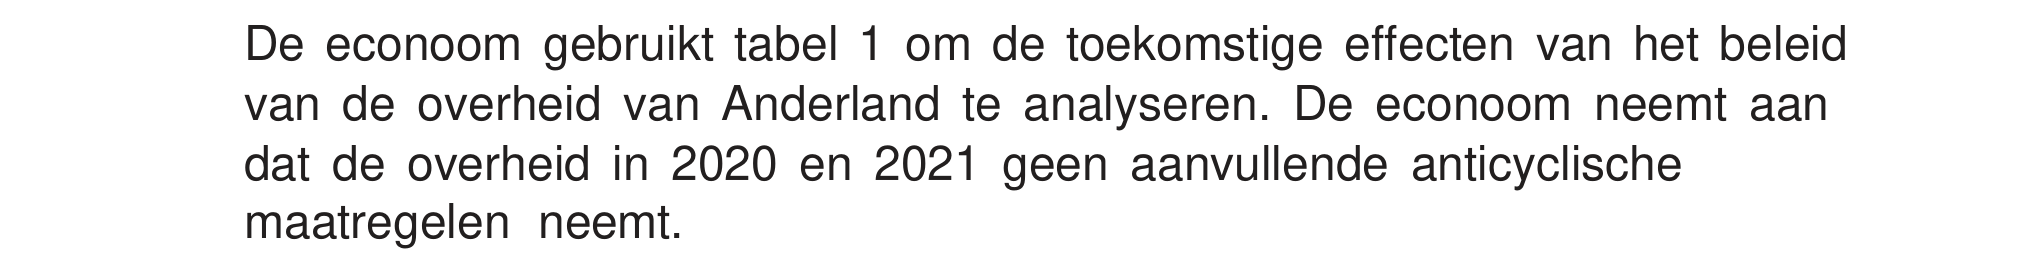 De econoom gebruikt tabel 1 om de toekomstige effecten van het beleid
van de overheid van Anderland te analyseren. De econoom neemt aan
dat de overheid in 2020 en 2021 geen aanvullende anticyclische
maatregelen neemt.